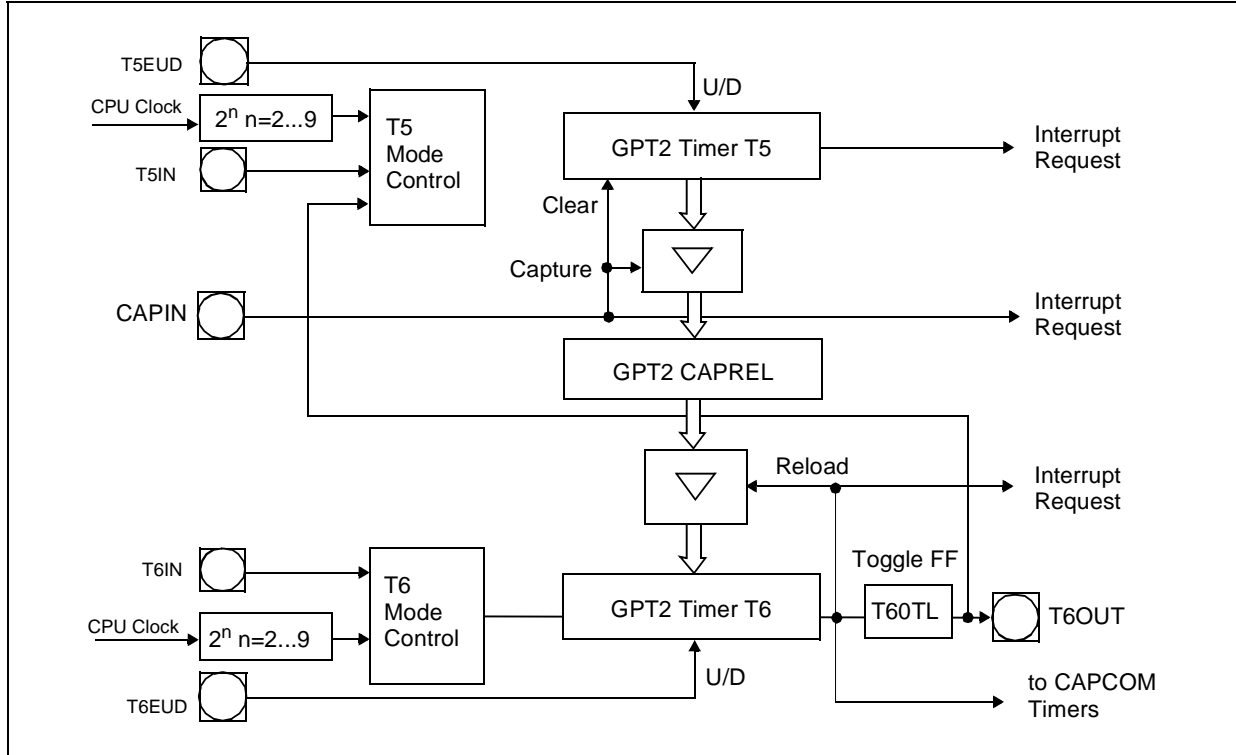 T5EUD
U/D
CPU Clock
2n n=2...9
T5
Mode
Control
GPT2 Timer T5
Interrupt
Request
T5IN
Clear
Capture
CAPIN
Interrupt
Request
GPT2 CAPREL
Reload
Interrupt
Request
T6IN
Toggle FF
T6
Mode
Control
GPT2 Timer T6
T60TL
T6OUT
CPU Clock
2n n=2...9
U/D
T6EUD
to CAPCOM
Timers